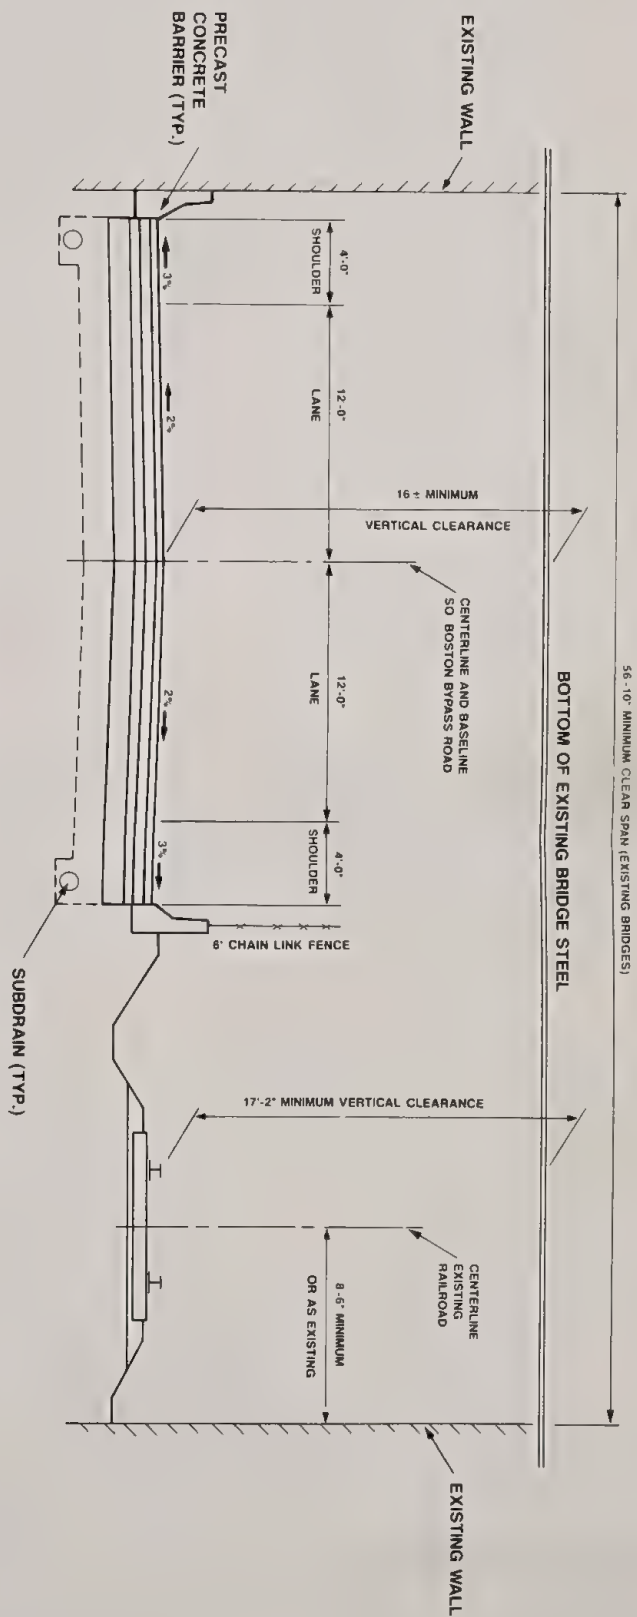 56'-10" MINIMUM CLEAR SPAN (EXISTING BRIDGES)
BOTTOM OF EXISTING BRIDGE STEEL
EXISTING WALL
EXISTING WALL
16'± MINIMUM
VERTICAL CLEARANCE
CENTERLINE AND BASELINE
SO BOSTON BYPASS ROAD
17'-2" MINIMUM VERTICAL CLEARANCE
CENTERLINE
EXISTING
RAILROAD
4'-0"
SHOULDER
12'-0"
LANE
12'-0"
LANE
4'-0"
SHOULDER
8'-6" MINIMUM
OR AS EXISTING
6' CHAIN LINK FENCE
3%
2%
2%
3%
PRECAST
CONCRETE
BARRIER (TYP.)
SUBDRAIN (TYP.)